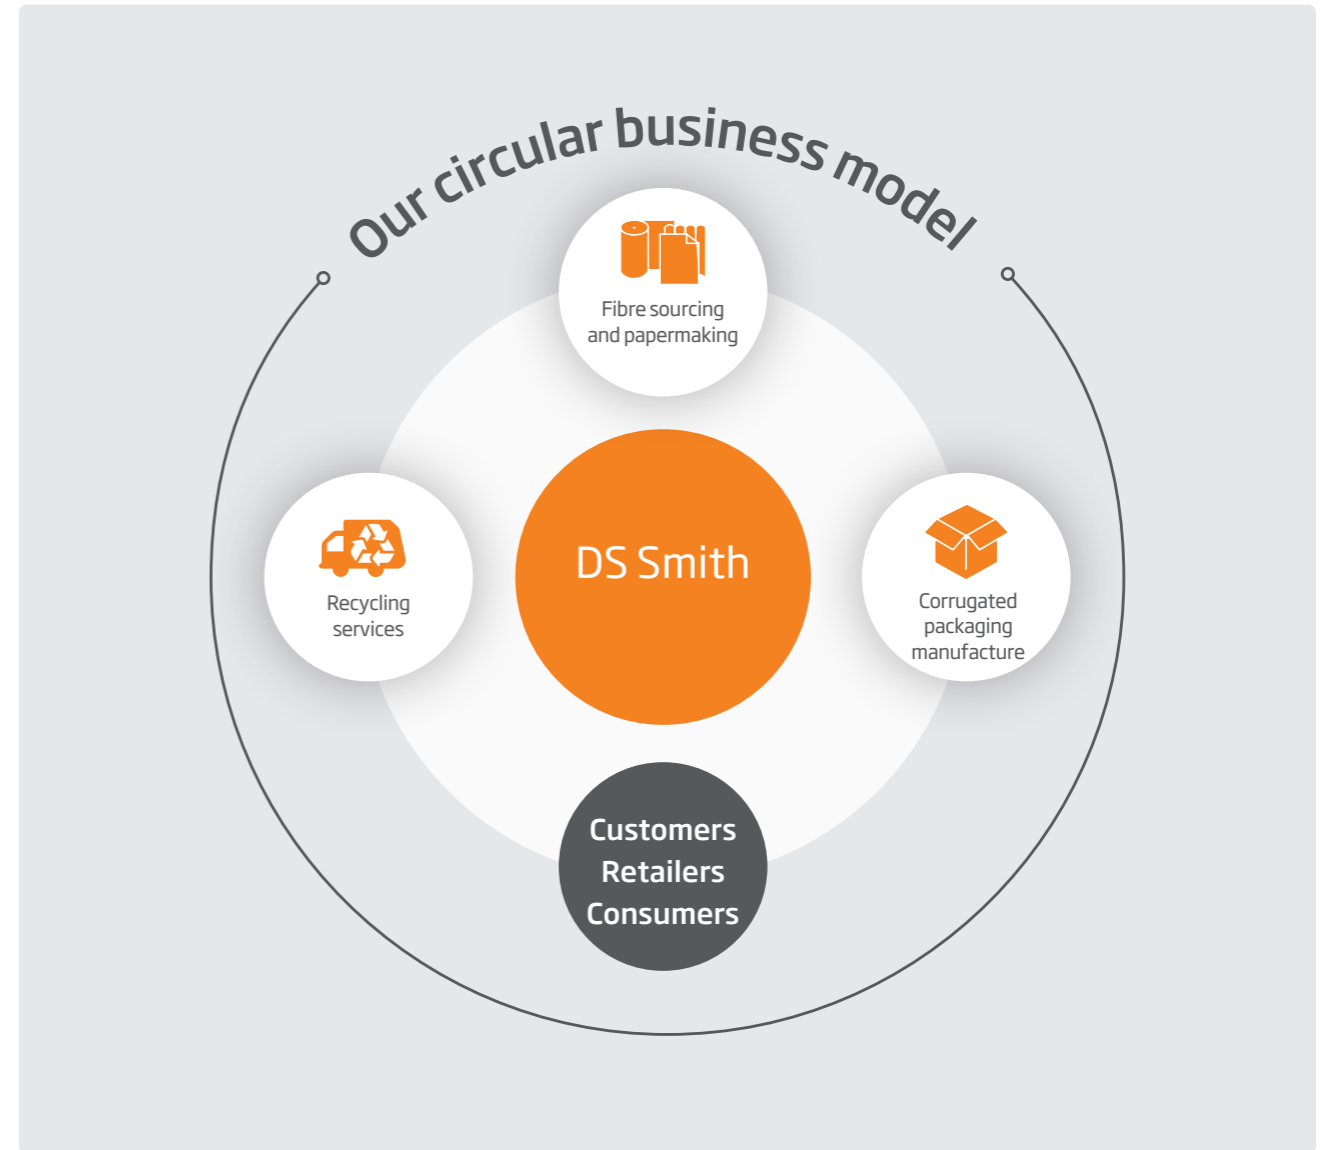 Our circular business model
Fibre sourcing
and papermaking
DS Smith
Recycling
services
Corrugated
packaging
manufacture
Customers
Retailers
Consumers